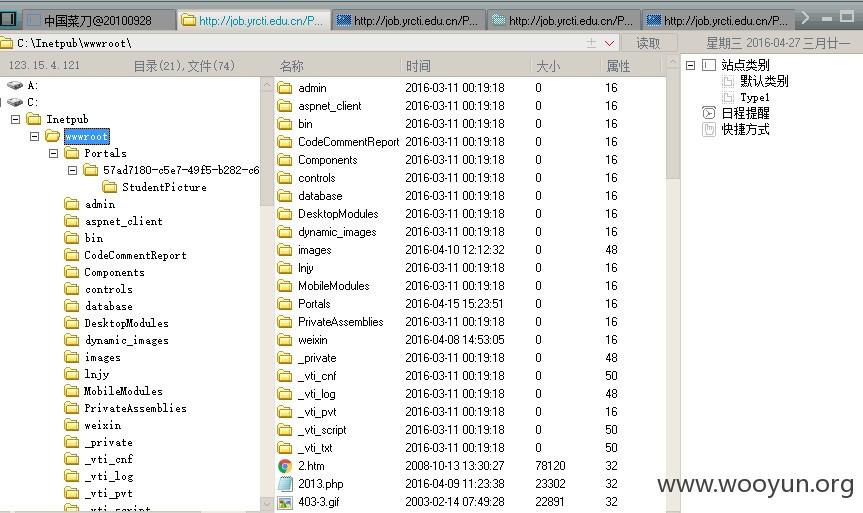 中国菜刀@20100928
http://job.yrcti.edu.cn/P...
http://job.yrcti.edu.cn/P...
http://job.yrcti.edu.cn/P...
http://job.yrcti.edu.cn/P...
C:\Inetpub\wwwroot\
读取
星期三 2016-04-27 三月廿一
123.15.4.121 目录(21),文件(74)
A:
C:
Inetpub
wwwroot
Portals
57ad7180-c5e7-49f5-b282-c6
StudentPicture
admin
aspnet_client
bin
CodeCommentReport
Components
controls
database
DesktopModules
dynamic_images
images
lnjy
MobileModules
PrivateAssemblies
weixin
_private
_vti_cnf
_vti_log
_vti_pvt
_vti_script
名称 时间 大小 属性
admin 2016-03-11 00:19:18 0 16
aspnet_client 2016-03-11 00:19:18 0 16
bin 2016-03-11 00:19:18 0 16
CodeCommentReport 2016-03-11 00:19:18 0 16
Components 2016-03-11 00:19:18 0 16
controls 2016-03-11 00:19:18 0 16
database 2016-03-11 00:19:18 0 16
DesktopModules 2016-03-11 00:19:18 0 16
dynamic_images 2016-03-11 00:19:18 0 16
images 2016-04-10 12:12:32 0 48
lnjy 2016-03-11 00:19:18 0 16
MobileModules 2016-03-11 00:19:18 0 16
Portals 2016-04-15 15:23:51 0 16
PrivateAssemblies 2016-03-11 00:19:18 0 16
weixin 2016-04-08 14:53:05 0 16
_private 2016-03-11 00:19:18 0 48
_vti_cnf 2016-03-11 00:19:18 0 50
_vti_log 2016-03-11 00:19:18 0 48
_vti_pvt 2016-03-11 00:19:18 0 16
_vti_script 2016-03-11 00:19:18 0 50
_vti_txt 2016-03-11 00:19:18 0 50
2.htm 2008-10-13 13:30:27 78120 32
2013.php 2016-04-09 11:23:38 23302 32
403-3.gif 2003-02-14 07:49:28 22891 32
站点类别
默认类别
Type1
日程提醒
快捷方式
www.wooyun.org